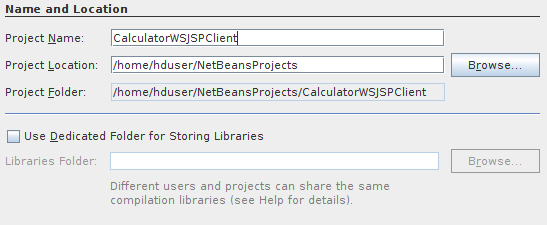 Name and Location
Project Name: CalculatorWSJSPClient
Project Location: /home/hduser/NetBeansProjects Browse...
Project Folder: /home/hduser/NetBeansProjects/CalculatorWSJSPClient
Use Dedicated Folder for Storing Libraries
Libraries Folder: Browse...
Different users and projects can share the same
compilation libraries (see Help for details).